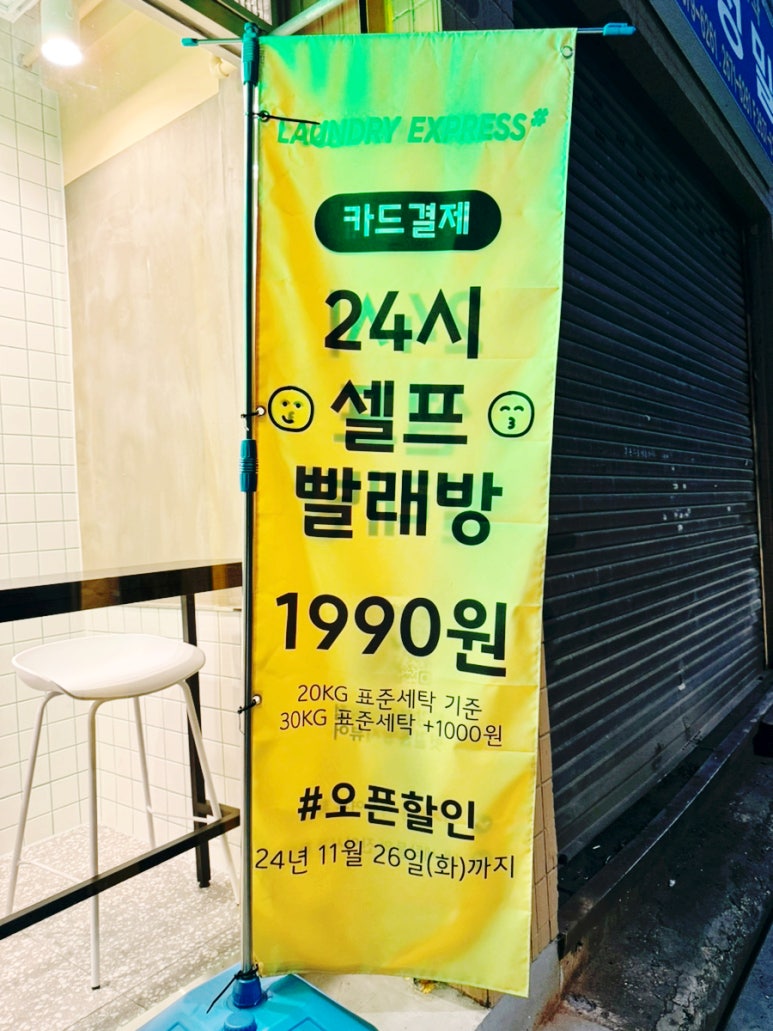 LAUNDRY EXPRESS#
카드결제
24시
셀프
빨래방
1990원
20KG 표준세탁 기준
30KG 표준세탁 +1000원
#오픈할인
24년 11월 26일(화)까지